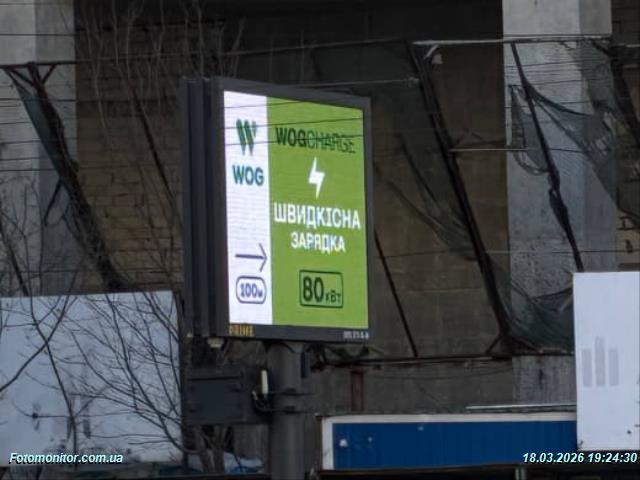 WOGCHARGE
WOG
ШВИДКІСНА
ЗАРЯДКА
100м
80кВт
Fotomonitor.com.ua
18.03.2026 19:24:30